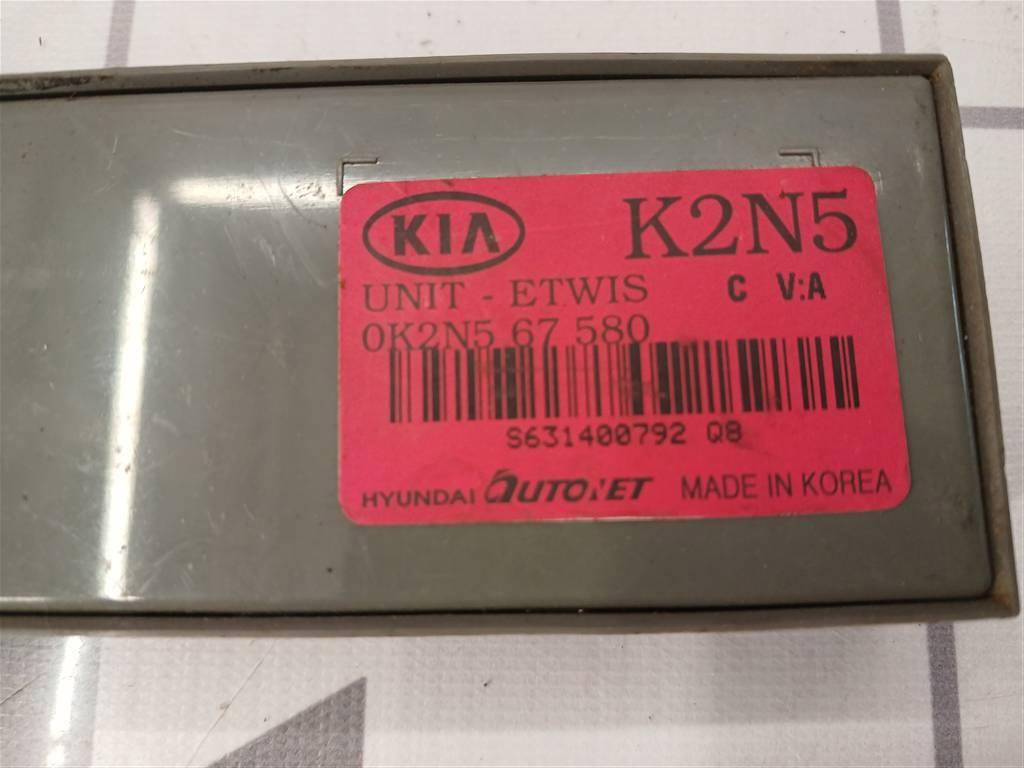 KIA K2N5
UNIT - ETWIS C V:A
0K2N5 67 580
S631400792 Q8
HYUNDAI AUTONET MADE IN KOREA